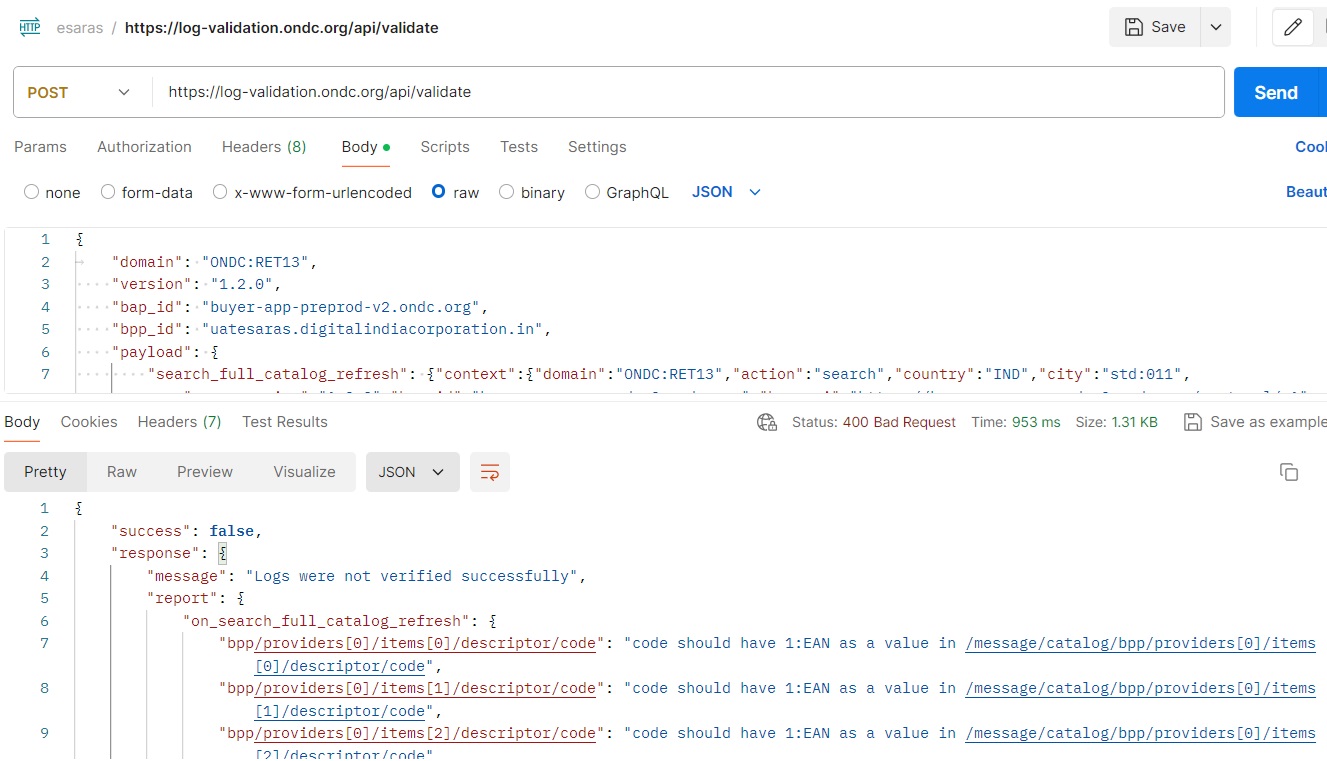 HTTP esaras / https://log-validation.ondc.org/api/validate Save
POST https://log-validation.ondc.org/api/validate Send
Params Authorization Headers (8) Body Scripts Tests Settings Cool
none form-data x-www-form-urlencoded raw binary GraphQL JSON Beaut
1 {
2 "domain": "ONDC:RET13",
3 "version": "1.2.0",
4 "bap_id": "buyer-app-preprod-v2.ondc.org",
5 "bpp_id": "uatesaras.digitalindiacorporation.in",
6 "payload": {
7 "search_full_catalog_refresh": {"context":{"domain":"ONDC:RET13","action":"search","country":"IND","city":"std:011",
Body Cookies Headers (7) Test Results Status: 400 Bad Request Time: 953 ms Size: 1.31 KB Save as example
Pretty Raw Preview Visualize JSON
1 {
2 "success": false,
3 "response": {
4 "message": "Logs were not verified successfully",
5 "report": {
6 "on_search_full_catalog_refresh": {
7 "bpp/providers[0]/items[0]/descriptor/code": "code should have 1:EAN as a value in /message/catalog/bpp/providers[0]/items
[0]/descriptor/code",
8 "bpp/providers[0]/items[1]/descriptor/code": "code should have 1:EAN as a value in /message/catalog/bpp/providers[0]/items
[1]/descriptor/code",
9 "bpp/providers[0]/items[2]/descriptor/code": "code should have 1:EAN as a value in /message/catalog/bpp/providers[0]/items
[2]/descriptor/code"